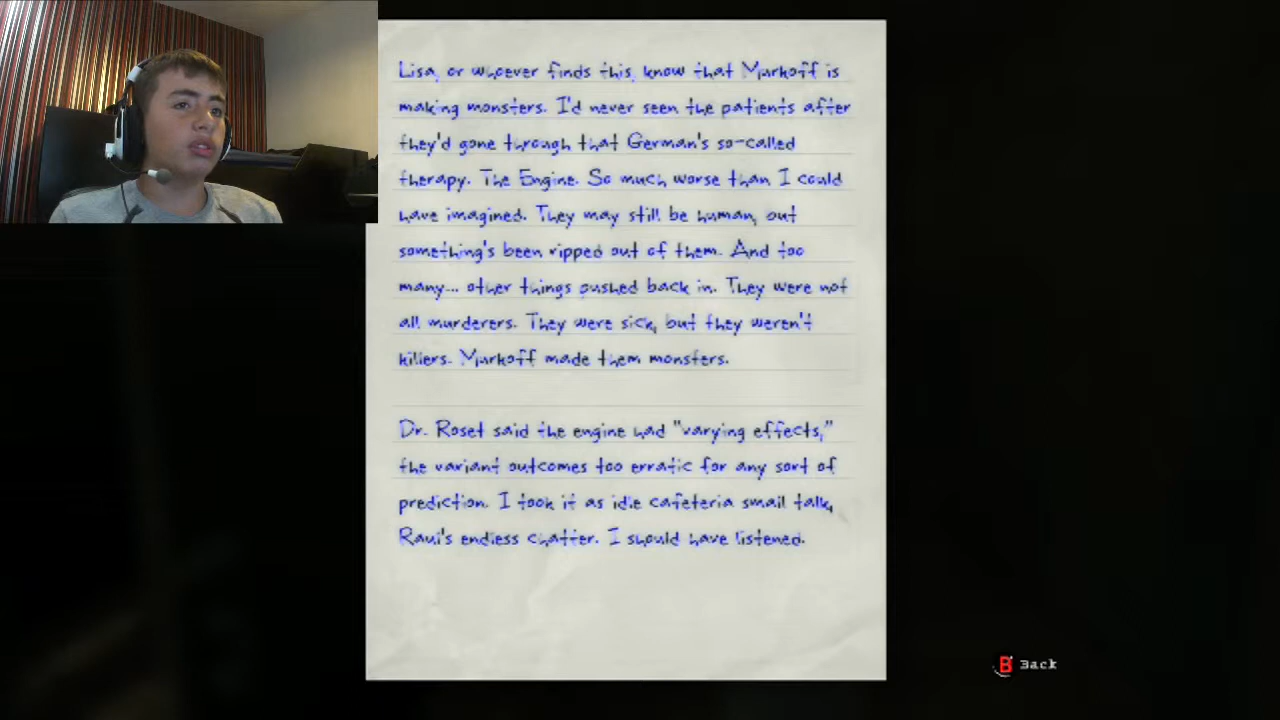 Lisa, or whoever finds this, know that Murkoff is
making monsters. I'd never seen the patients after
they'd gone through that German's so-called
therapy. The Engine. So much worse than I could
have imagined. They may still be human, but
something's been ripped out of them. And too
many... other things pushed back in. They were not
all murderers. They were sick, but they weren't
killers. Murkoff made them monsters.
Dr. Roset said the engine had "varying effects,"
the variant outcomes too erratic for any sort of
prediction. I took it as idle cafeteria small talk,
Raul's endless chatter. I should have listened.
B Back